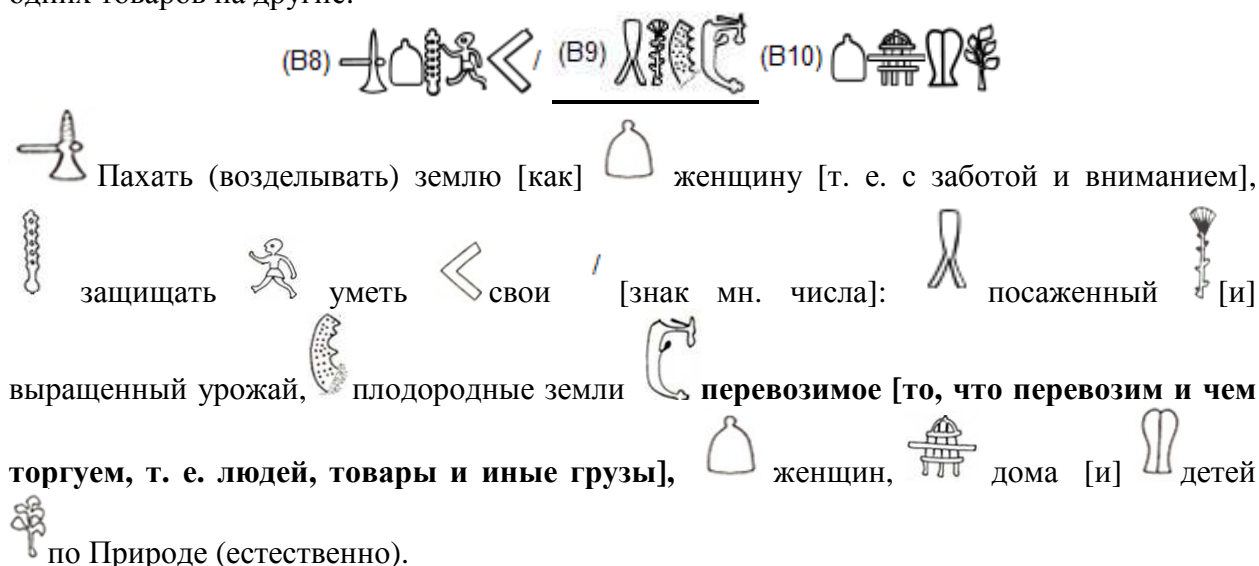 одних товаров на другие.
(B8) / (B9) (B10)
Пахать (возделывать) землю [как] женщину [т. е. с заботой и вниманием],
защищать уметь свои / [знак мн. числа]: посаженный [и]
выращенный урожай, плодородные земли перевозимое [то, что перевозим и чем
торгуем, т. е. людей, товары и иные грузы], женщин, дома [и] детей
по Природе (естественно).